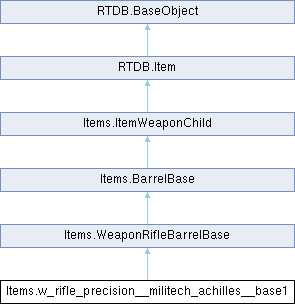 RTDB.BaseObject
RTDB.Item
Items.ItemWeaponChild
Items.BarrelBase
Items.WeaponRifleBarrelBase
Items.w_rifle_precision__militech_achilles__base1